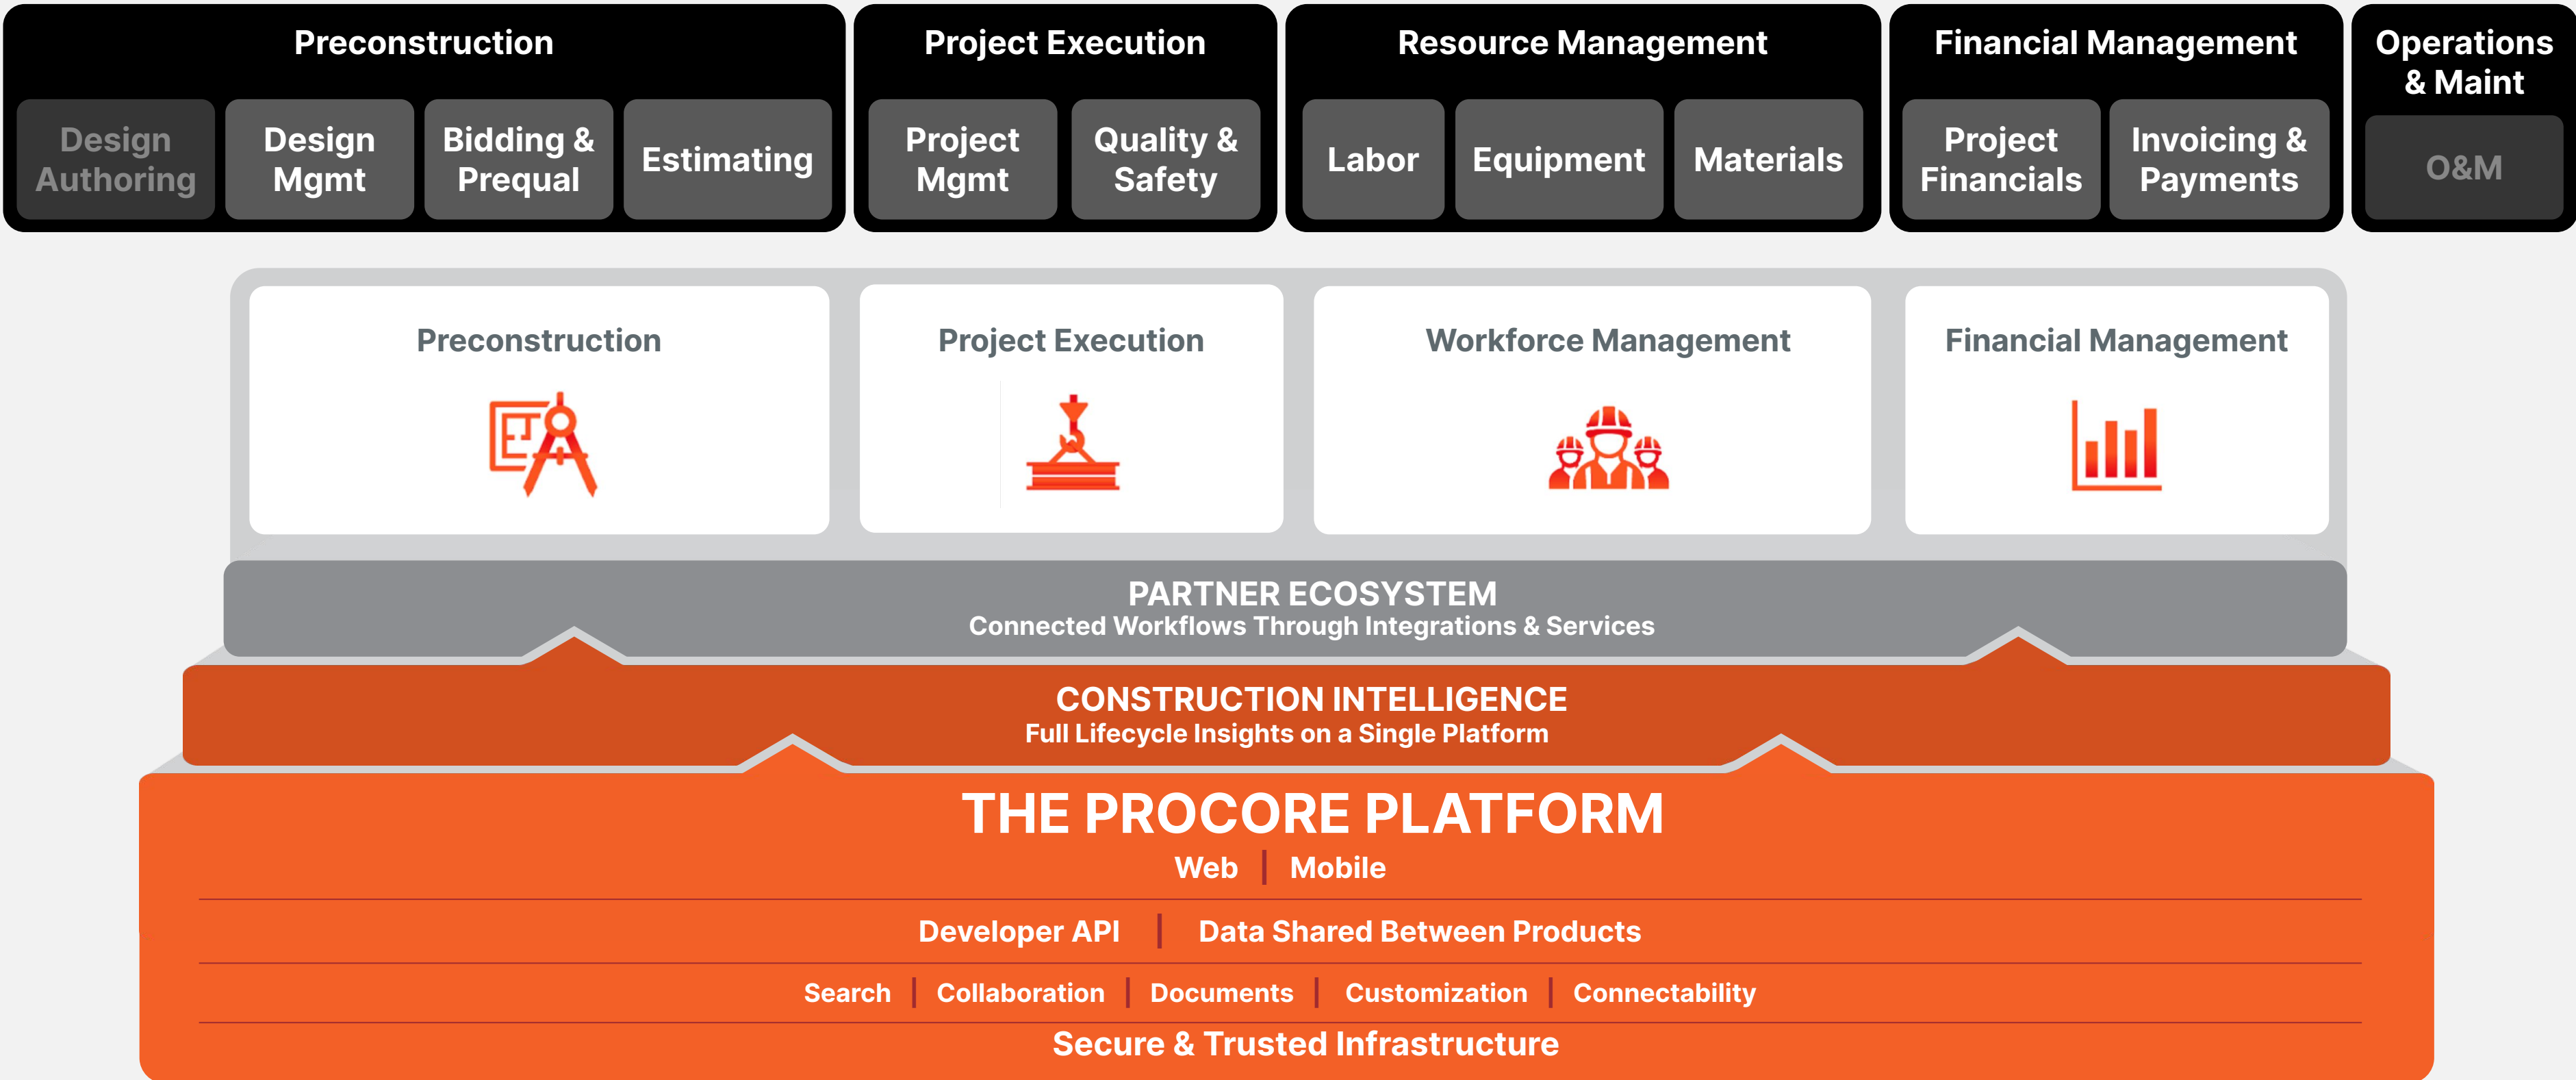 Preconstruction
Project Execution
Resource Management
Financial Management
Operations
& Maint
Design
Authoring
Design
Mgmt
Bidding &
Prequal
Estimating
Project
Mgmt
Quality &
Safety
Labor
Equipment
Materials
Project
Financials
Invoicing &
Payments
O&M
Preconstruction
Project Execution
Workforce Management
Financial Management
PARTNER ECOSYSTEM
Connected Workflows Through Integrations & Services
CONSTRUCTION INTELLIGENCE
Full Lifecycle Insights on a Single Platform
THE PROCORE PLATFORM
Web | Mobile
Developer API | Data Shared Between Products
Search | Collaboration | Documents | Customization | Connectability
Secure & Trusted Infrastructure